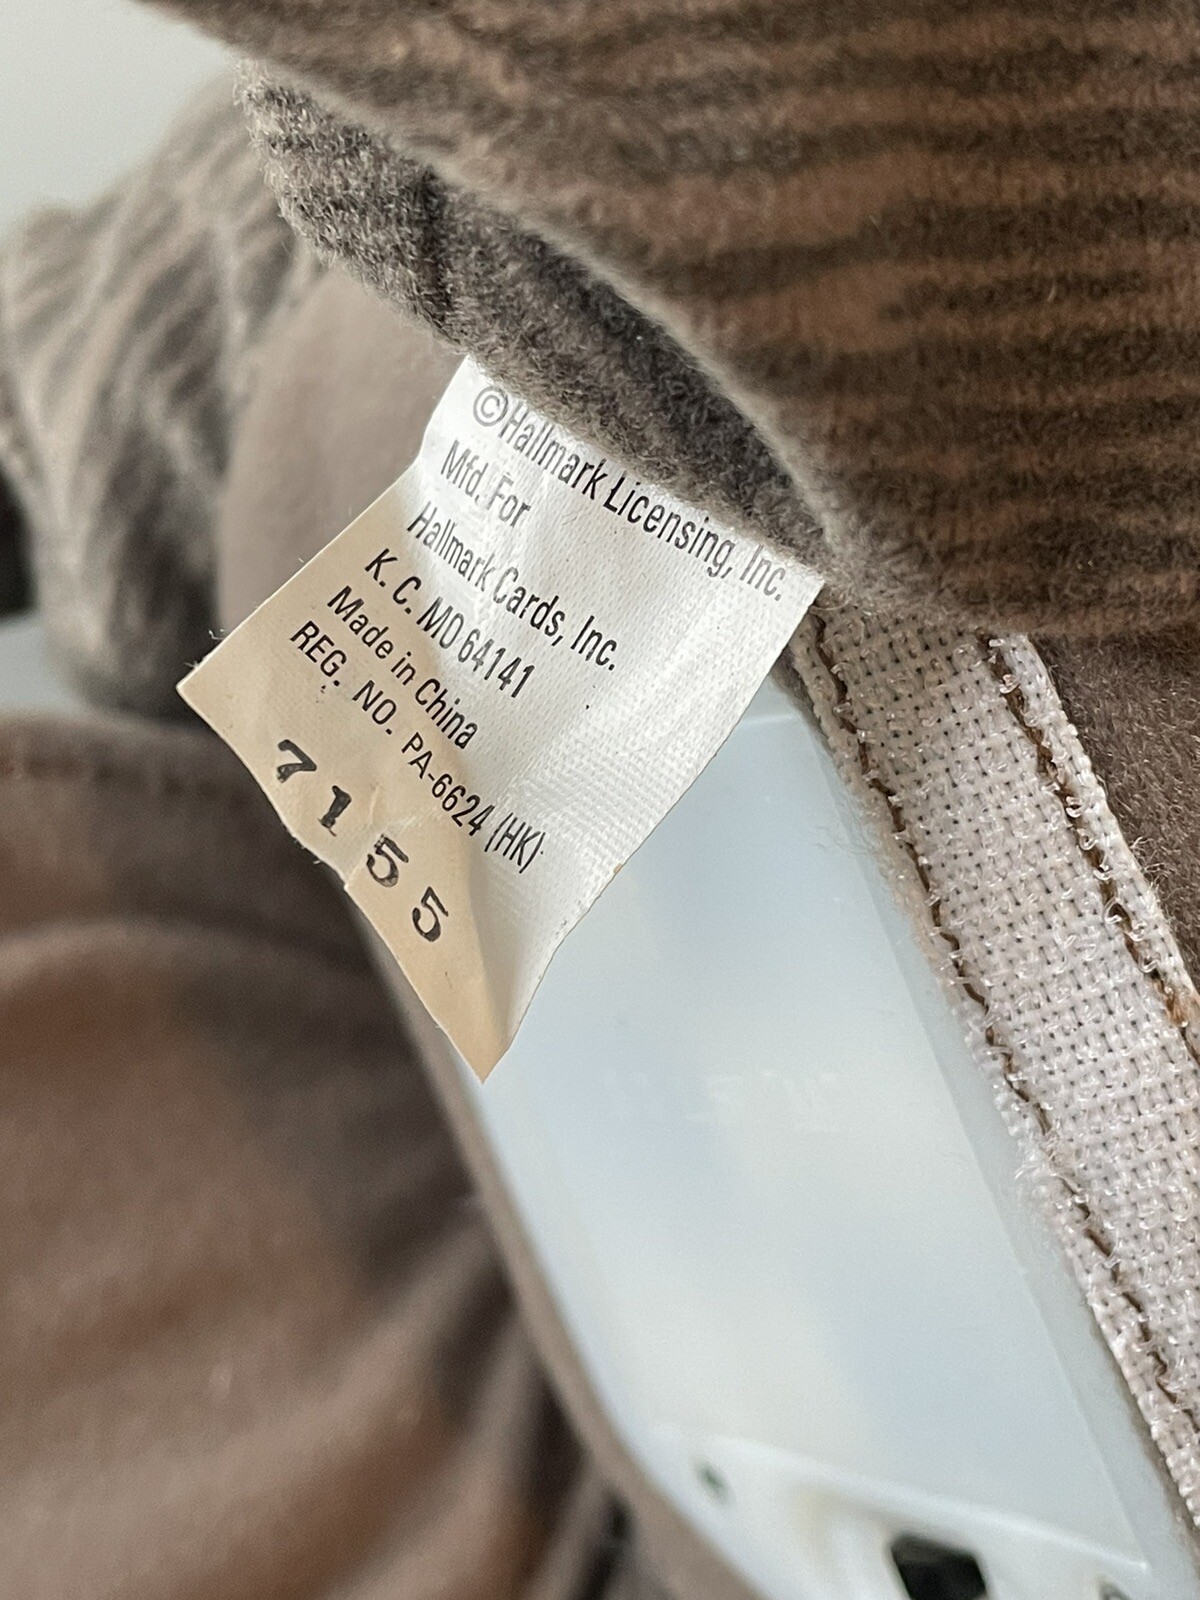 ©Hallmark Licensing, Inc.
Mfd. For
Hallmark Cards, Inc.
K. C. MO 64141
Made in China
REG. NO. PA-6624 (HK)
7155